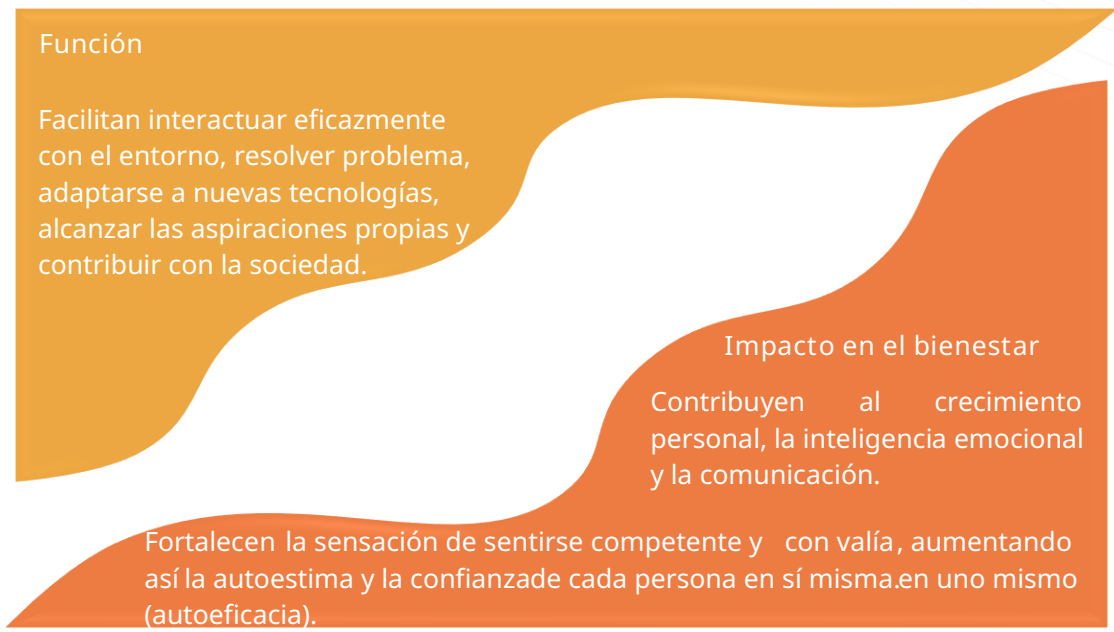 Función
Facilitan interactuar eficazmente
con el entorno, resolver problema,
adaptarse a nuevas tecnologías,
alcanzar las aspiraciones propias y
contribuir con la sociedad.
Impacto en el bienestar
Contribuyen al crecimiento
personal, la inteligencia emocional
y la comunicación.
Fortalecen la sensación de sentirse competente y con valía, aumentando
así la autoestima y la confianzade cada persona en sí misma.en uno mismo
(autoeficacia).